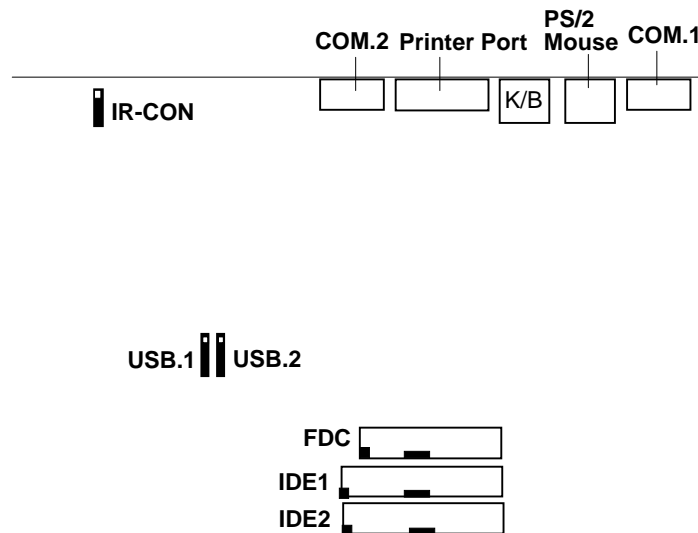 COM.2 Printer Port PS/2 Mouse COM.1
K/B
IR-CON
USB.1 USB.2
FDC
IDE1
IDE2